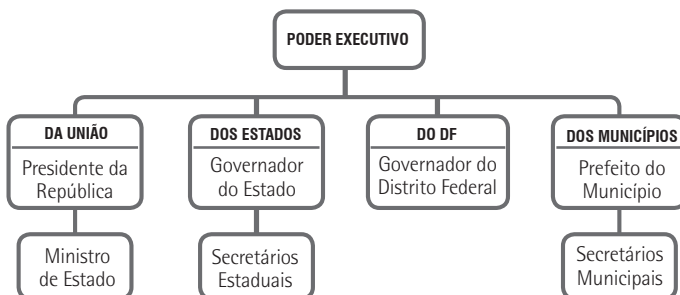 PODER EXECUTIVO
DA UNIÃO
Presidente da
República
Ministro
de Estado
DOS ESTADOS
Governador
do Estado
Secretários
Estaduais
DO DF
Governador do
Distrito Federal
DOS MUNICÍPIOS
Prefeito do
Município
Secretários
Municipais